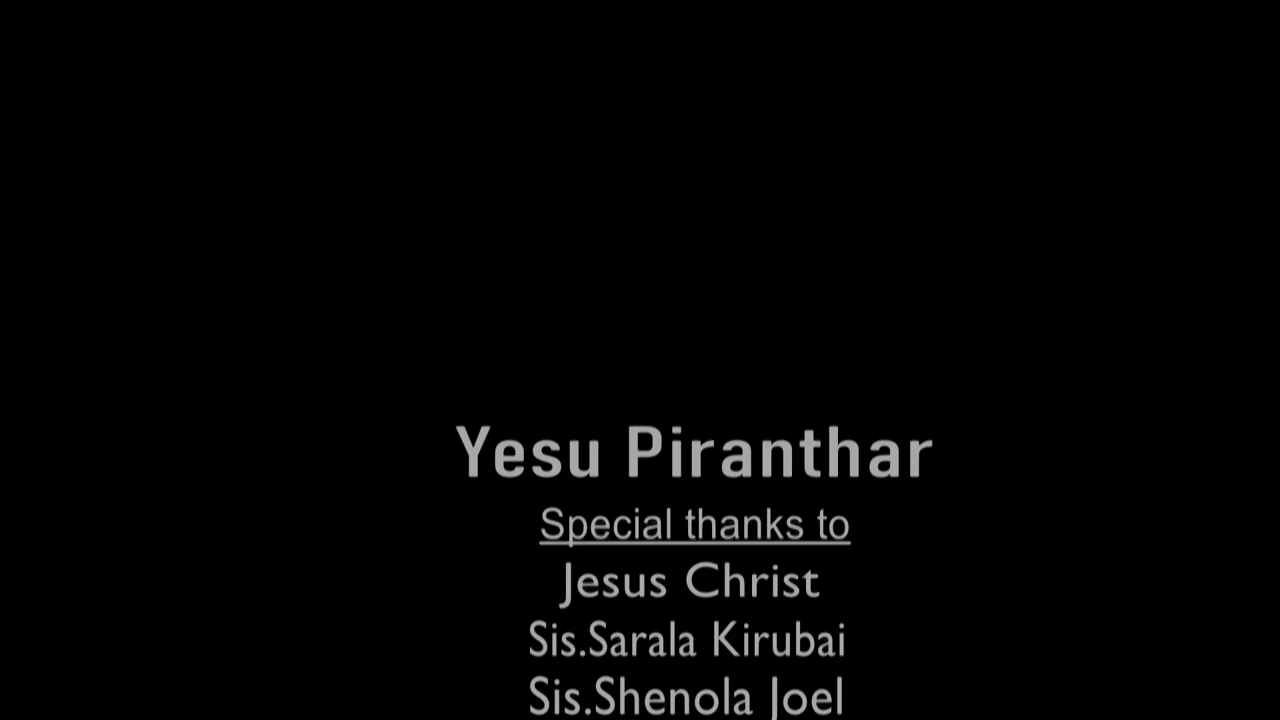 Yesu Piranthar
Special thanks to
Jesus Christ
Sis.Sarala Kirubai
Sis.Shenola Joel